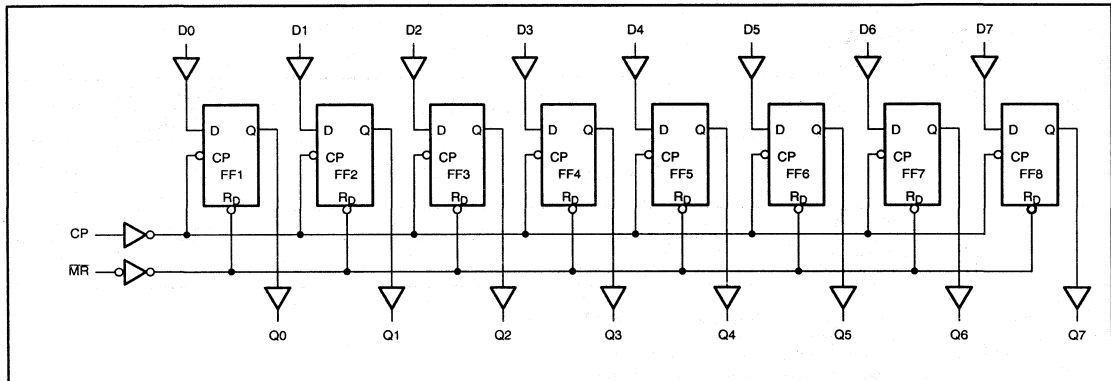 D0 D1 D2 D3 D4 D5 D6 D7
D Q D Q D Q D Q D Q D Q D Q D Q
CP CP CP CP CP CP CP CP
FF1 FF2 FF3 FF4 FF5 FF6 FF7 FF8
RD RD RD RD RD RD RD RD
CP
MR
Q0 Q1 Q2 Q3 Q4 Q5 Q6 Q7